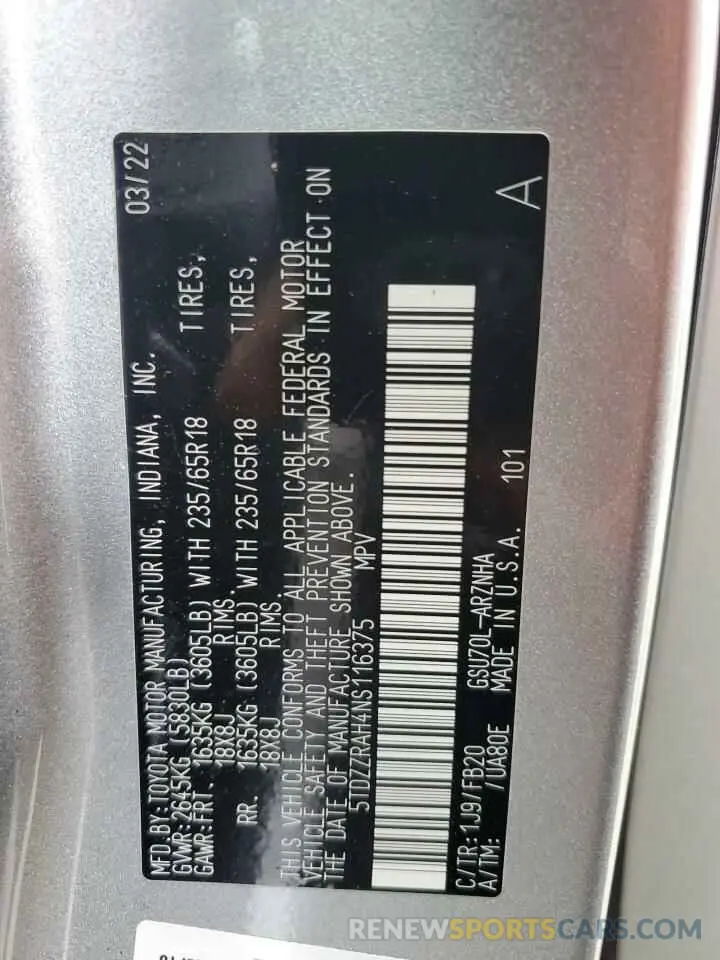 MFD.BY:TOYOTA MOTOR MANUFACTURING, INDIANA, INC. 03/22
GVWR:2645KG (5830LB)
GAWR:FRT 1635KG (3605LB) WITH 235/65R18 TIRES,
18X8J RIMS.
RR. 1635KG (3605LB) WITH 235/65R18 TIRES,
18X8J RIMS.
THIS VEHICLE CONFORMS TO ALL APPLICABLE FEDERAL MOTOR
VEHICLE SAFETY AND THEFT PREVENTION STANDARDS IN EFFECT ON
THE DATE OF MANUFACTURE SHOWN ABOVE.
5TDZZRAH4NS116375 MPV
C/TR:1J9/FB20 GSU70L-ARZNHA
A/TM: /UA80E MADE IN U.S.A. 101 A
RENEWSPORTSCARS.COM